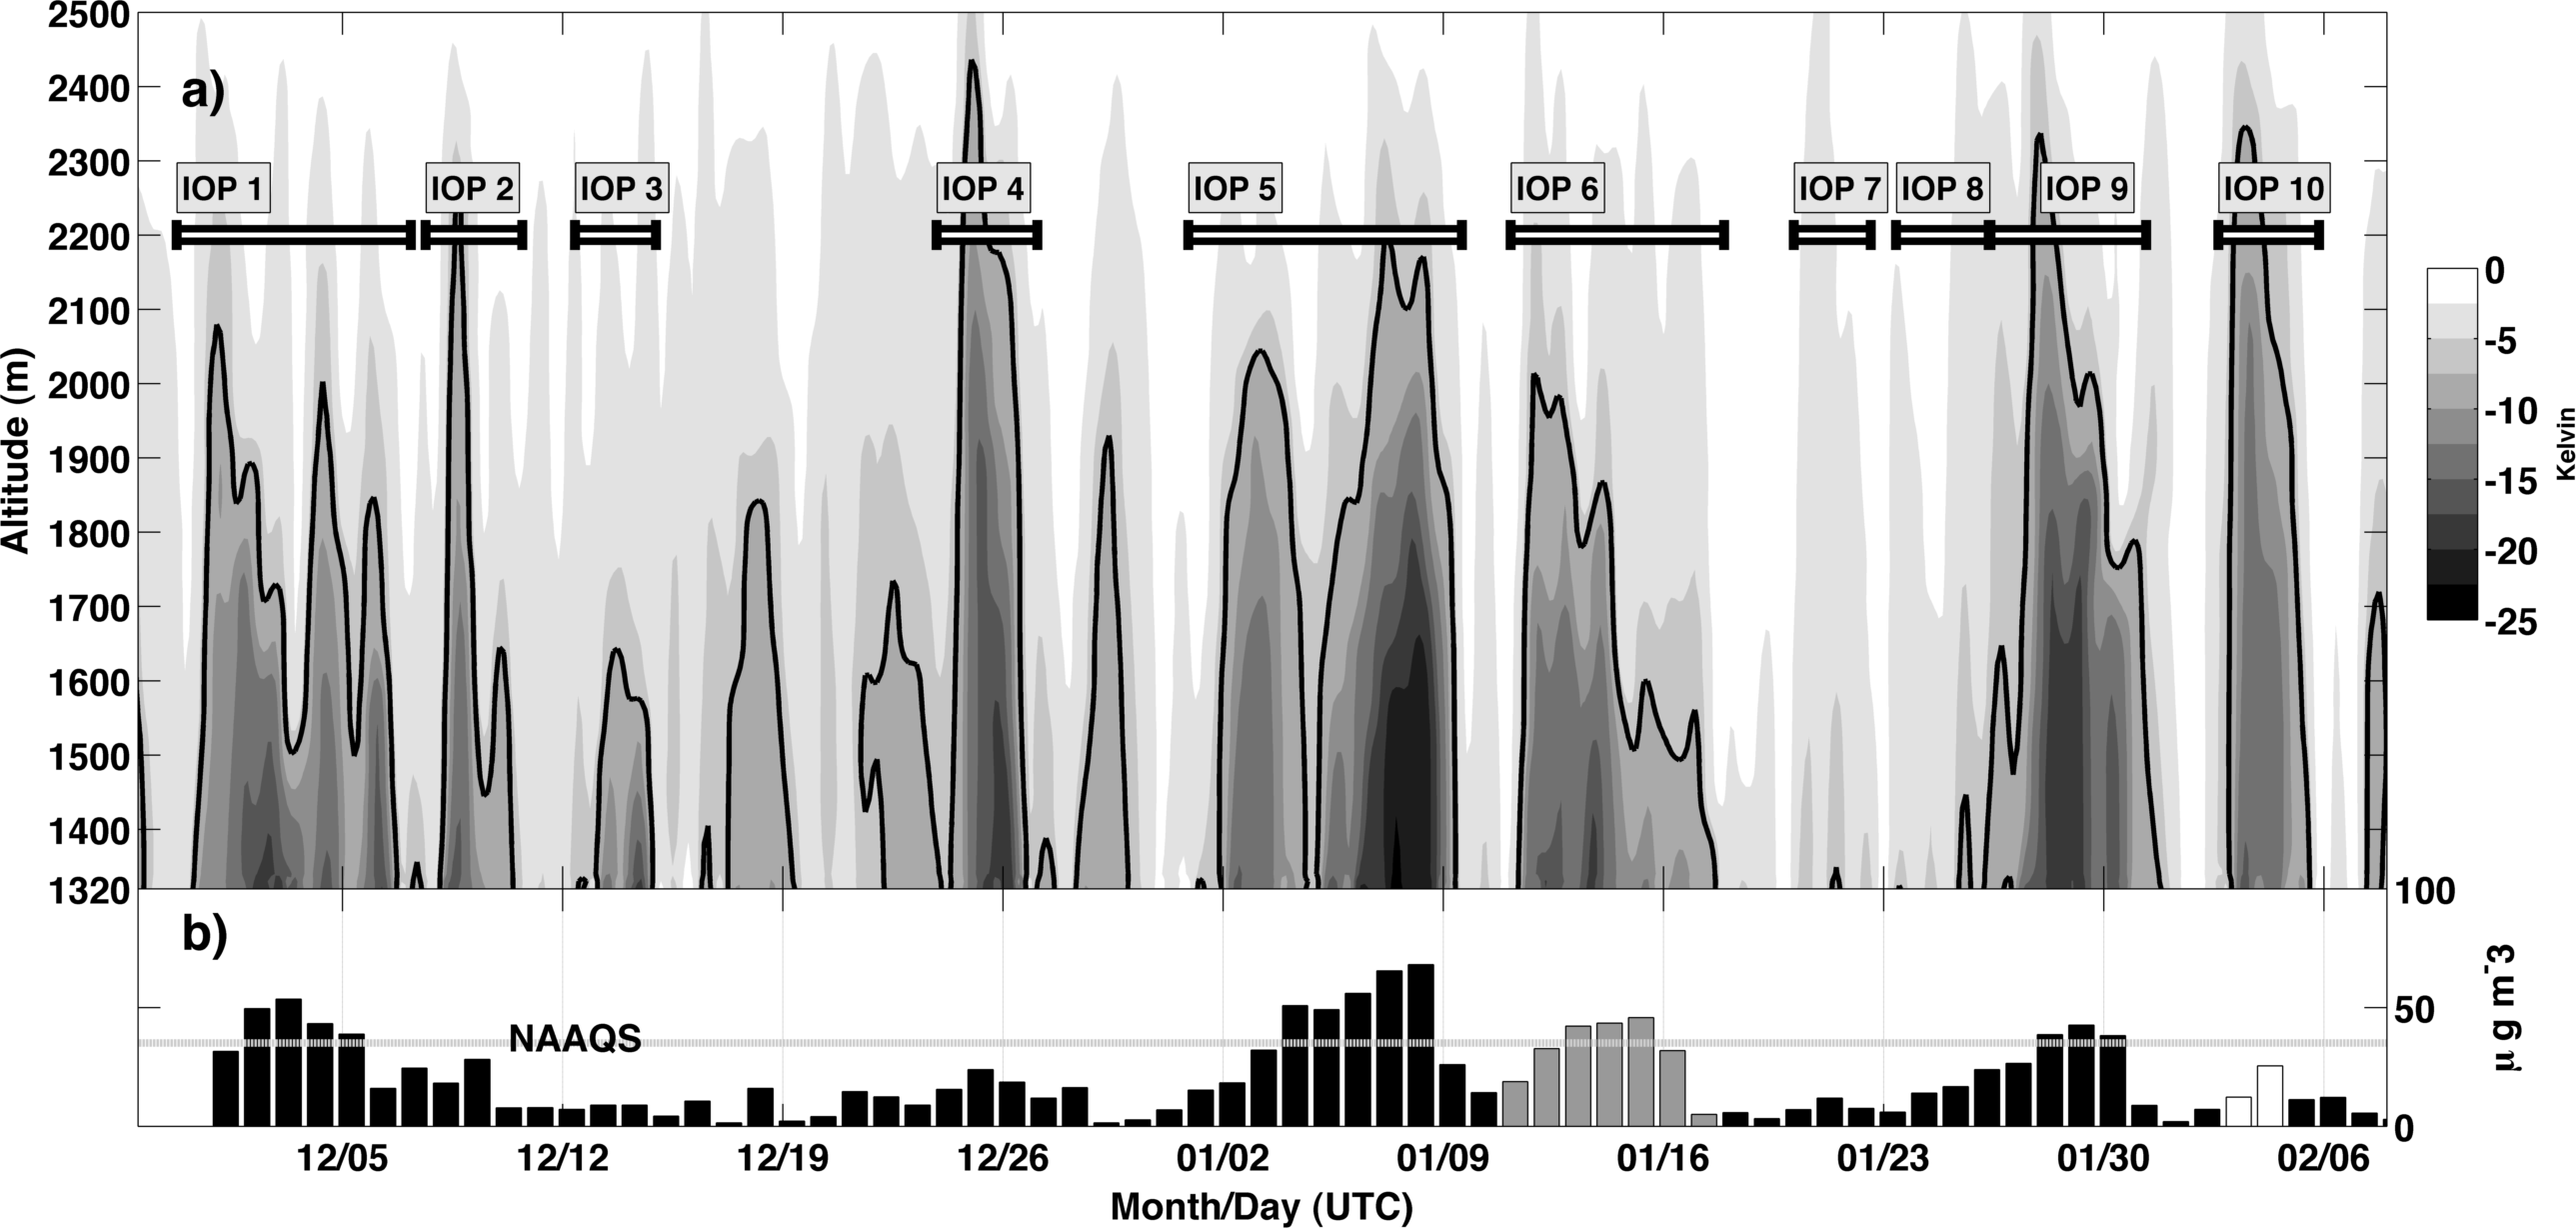 a)
2500
2400
2300
2200
2100
2000
1900
1800
1700
1600
1500
1400
1320
Altitude (m)
IOP 1
IOP 2
IOP 3
IOP 4
IOP 5
IOP 6
IOP 7
IOP 8
IOP 9
IOP 10
0
-5
-10
-15
-20
-25
Kelvin
b)
NAAQS
100
50
0
μ g m⁻3
12/05
12/12
12/19
12/26
01/02
01/09
01/16
01/23
01/30
02/06
Month/Day (UTC)